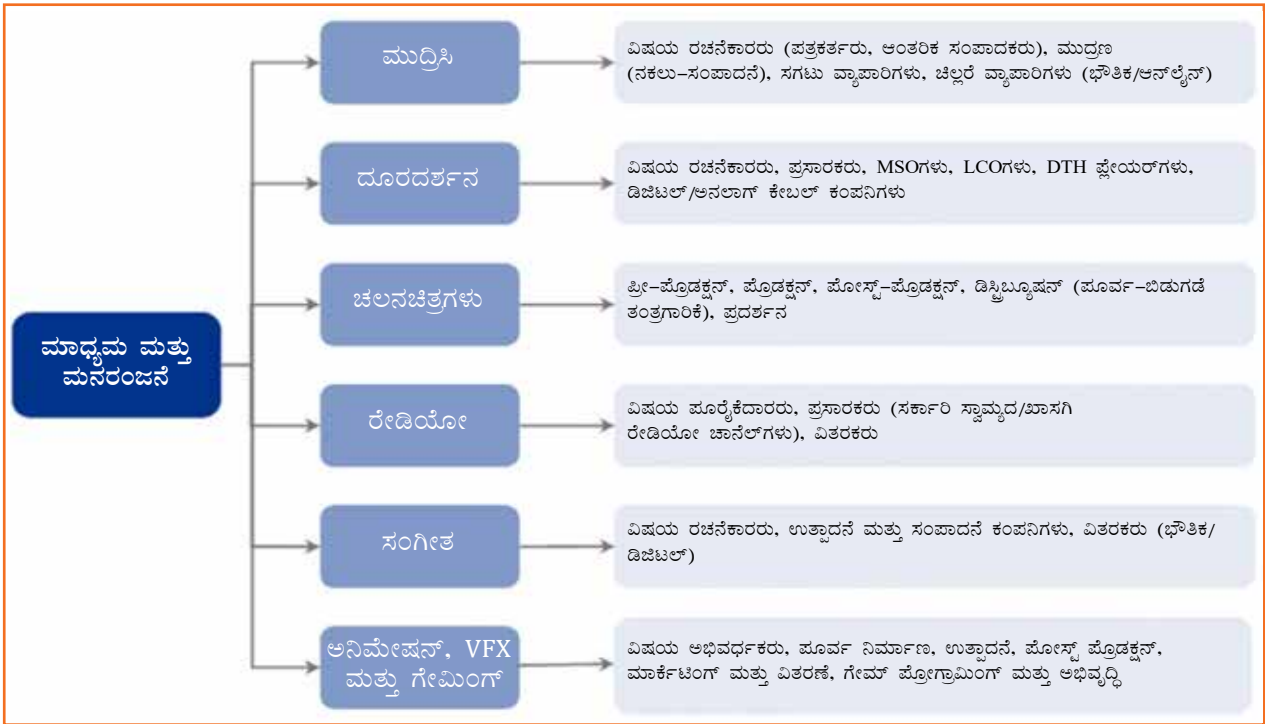 ಮಾಧ್ಯಮ ಮತ್ತು
ಮನರಂಜನೆ
ಮುದ್ರಿಸಿ
ವಿಷಯ ರಚನೆಕಾರರು (ಪತ್ರಕರ್ತರು, ಆಂತರಿಕ ಸಂಪಾದಕರು), ಮುದ್ರಣ
(ನಕಲು-ಸಂಪಾದನೆ), ಸಗಟು ವ್ಯಾಪಾರಿಗಳು, ಚಿಲ್ಲರೆ ವ್ಯಾಪಾರಿಗಳು (ಭೌತಿಕ/ಆನ್‌ಲೈನ್)
ದೂರದರ್ಶನ
ವಿಷಯ ರಚನೆಕಾರರು, ಪ್ರಸಾರಕರು, MSOಗಳು, LCOಗಳು, DTH ಪ್ಲೇಯರ್‌ಗಳು,
ಡಿಜಿಟಲ್/ಅನಲಾಗ್ ಕೇಬಲ್ ಕಂಪನಿಗಳು
ಚಲನಚಿತ್ರಗಳು
ಪ್ರೀ-ಪ್ರೊಡಕ್ಷನ್, ಪ್ರೊಡಕ್ಷನ್, ಪೋಸ್ಟ್-ಪ್ರೊಡಕ್ಷನ್, ಡಿಸ್ಟ್ರಿಬ್ಯೂಷನ್ (ಪೂರ್ವ-ಬಿಡುಗಡೆ
ತಂತ್ರಗಾರಿಕೆ), ಪ್ರದರ್ಶನ
ರೇಡಿಯೋ
ವಿಷಯ ಪೂರೈಕೆದಾರರು, ಪ್ರಸಾರಕರು (ಸರ್ಕಾರಿ ಸ್ವಾಮ್ಯದ/ಖಾಸಗಿ
ರೇಡಿಯೋ ಚಾನೆಲ್‌ಗಳು), ವಿತರಕರು
ಸಂಗೀತ
ವಿಷಯ ರಚನೆಕಾರರು, ಉತ್ಪಾದನೆ ಮತ್ತು ಸಂಪಾದನೆ ಕಂಪನಿಗಳು, ವಿತರಕರು (ಭೌತಿಕ/
ಡಿಜಿಟಲ್)
ಅನಿಮೇಷನ್, VFX
ಮತ್ತು ಗೇಮಿಂಗ್
ವಿಷಯ ಅಭಿವರ್ಧಕರು, ಪೂರ್ವ ನಿರ್ಮಾಣ, ಉತ್ಪಾದನೆ, ಪೋಸ್ಟ್ ಪ್ರೊಡಕ್ಷನ್,
ಮಾರ್ಕೆಟಿಂಗ್ ಮತ್ತು ವಿತರಣೆ, ಗೇಮ್ ಪ್ರೋಗ್ರಾಮಿಂಗ್ ಮತ್ತು ಅಭಿವೃದ್ಧಿ